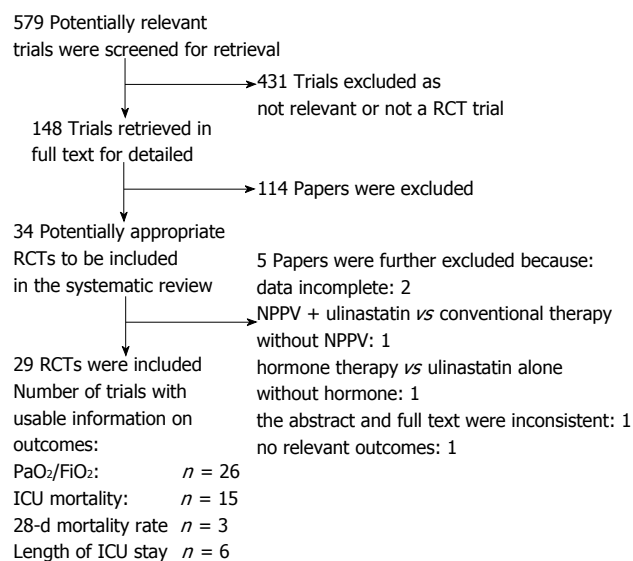 579 Potentially relevant
trials were screened for retrieval
431 Trials excluded as
not relevant or not a RCT trial
148 Trials retrieved in
full text for detailed
114 Papers were excluded
34 Potentially appropriate
RCTs to be included
in the systematic review
5 Papers were further excluded because:
data incomplete: 2
NPPV + ulinastatin vs conventional therapy
without NPPV: 1
hormone therapy vs ulinastatin alone
without hormone: 1
the abstract and full text were inconsistent: 1
no relevant outcomes: 1
29 RCTs were included
Number of trials with
usable information on
outcomes:
PaO₂/FiO₂: n = 26
ICU mortality: n = 15
28-d mortality rate n = 3
Length of ICU stay n = 6